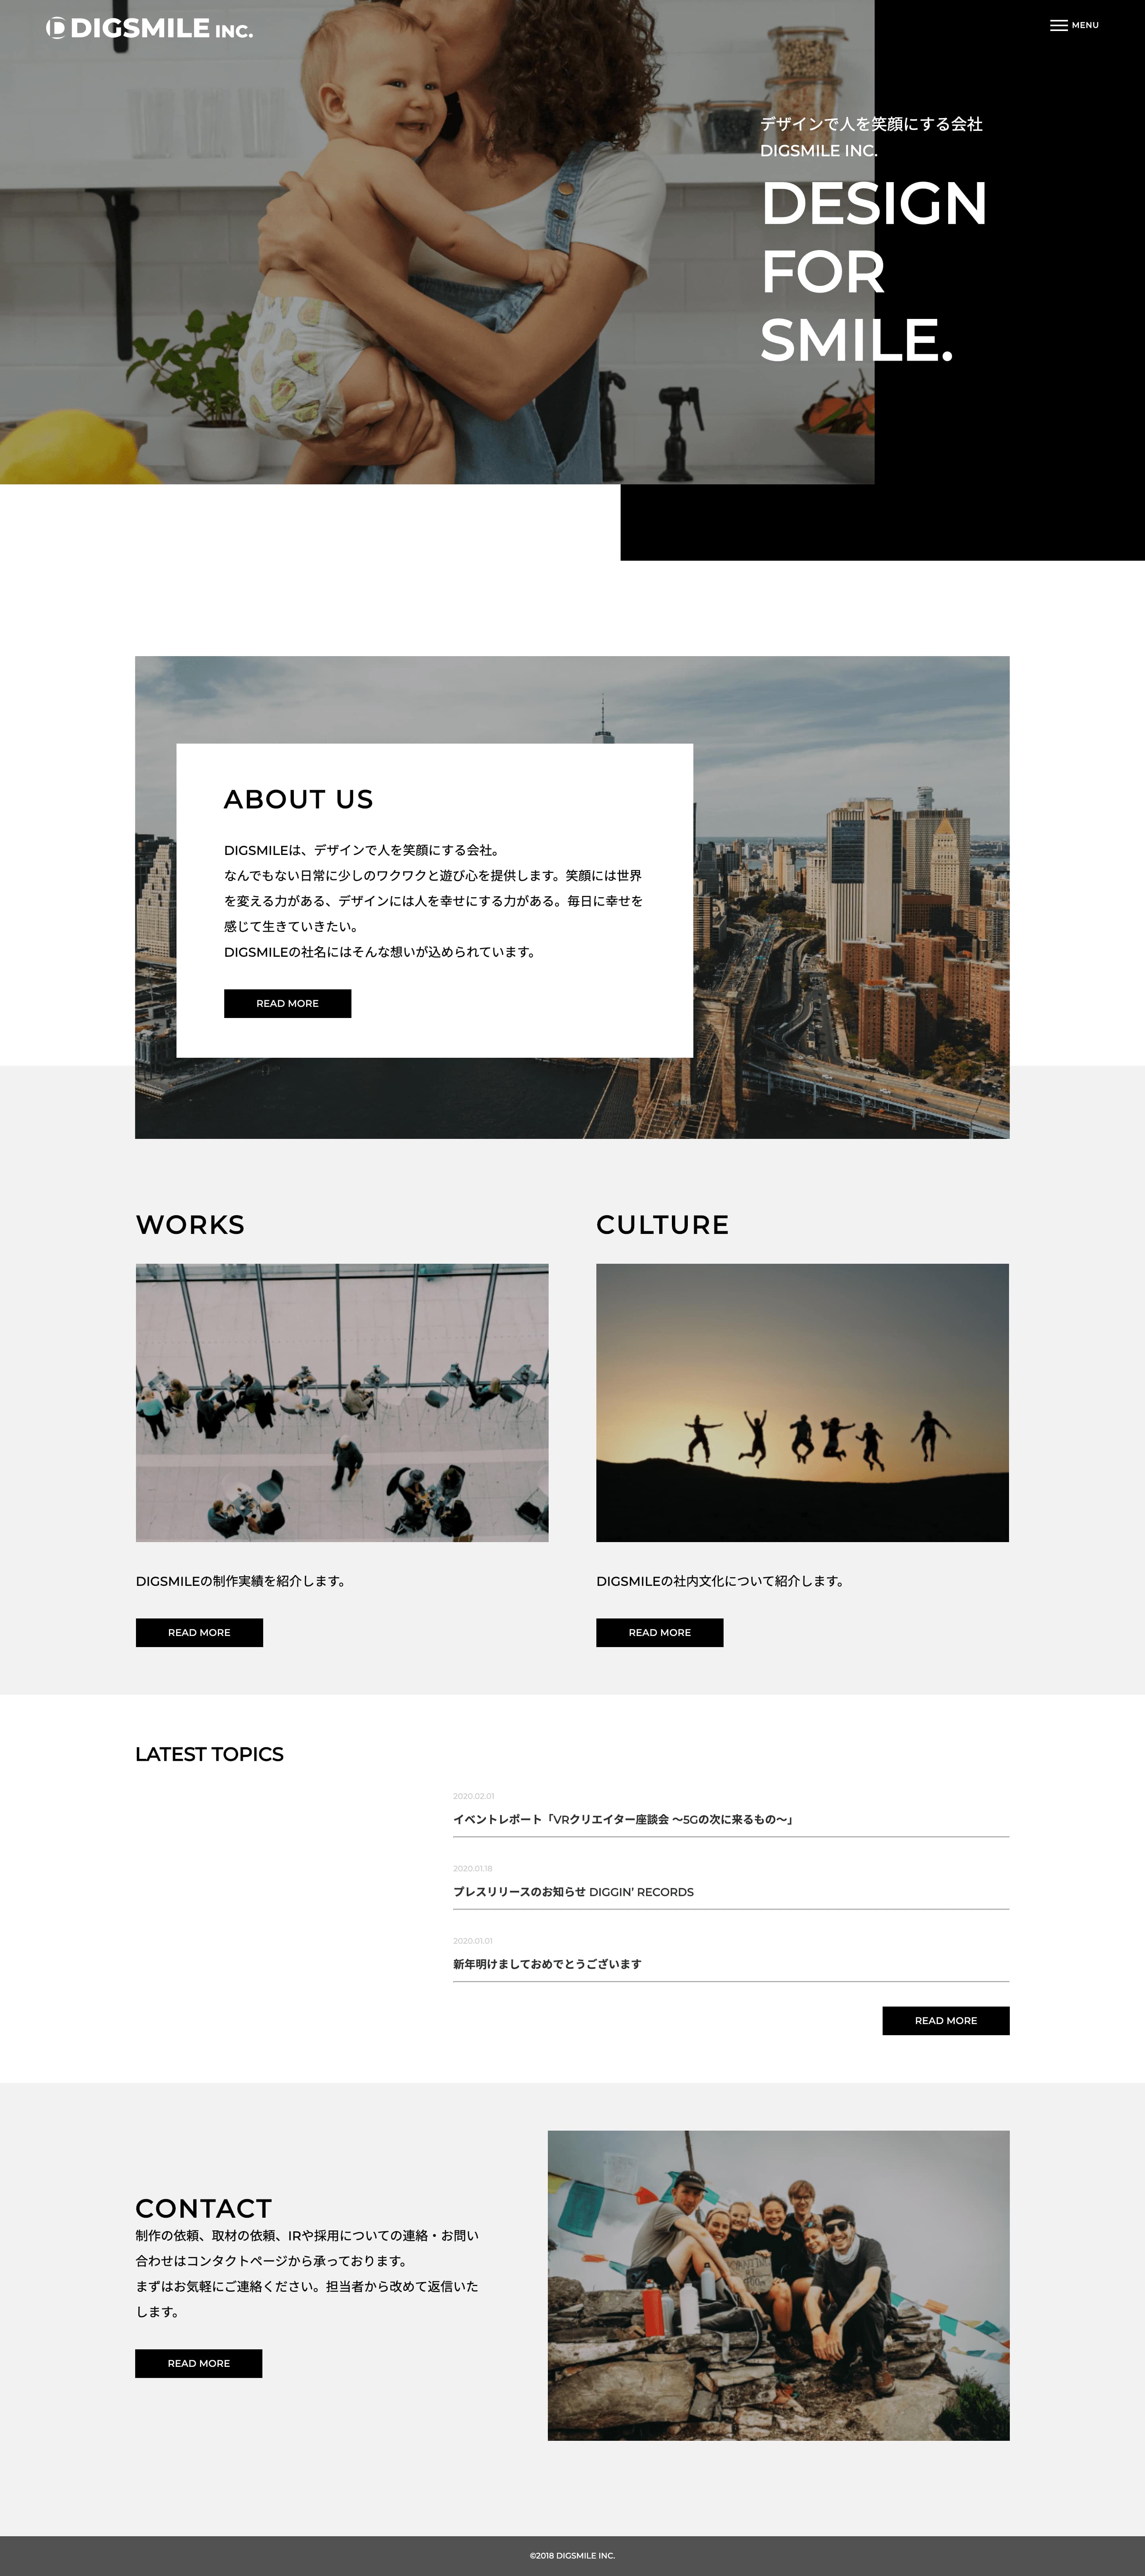 DIGSMILE INC.
MENU
デザインで人を笑顔にする会社
DIGSMILE INC.
DESIGN
FOR
SMILE.
ABOUT US
DIGSMILEは、デザインで人を笑顔にする会社。
なんでもない日常に少しのワクワクと遊び心を提供します。笑顔には世界
を変える力がある、デザインには人を幸せにする力がある。毎日に幸せを
感じて生きていきたい。
DIGSMILEの社名にはそんな想いが込められています。
READ MORE
WORKS
CULTURE
DIGSMILEの制作実績を紹介します。
DIGSMILEの社内文化について紹介します。
READ MORE
READ MORE
LATEST TOPICS
2020.02.01
イベントレポート「VRクリエイター座談会 〜5Gの次に来るもの〜」
2020.01.18
プレスリリースのお知らせ DIGGIN’ RECORDS
2020.01.01
新年明けましておめでとうございます
READ MORE
CONTACT
制作の依頼、取材の依頼、IRや採用についての連絡・お問い
合わせはコンタクトページから承っております。
まずはお気軽にご連絡ください。担当者から改めて返信いた
します。
READ MORE
©2018 DIGSMILE INC.